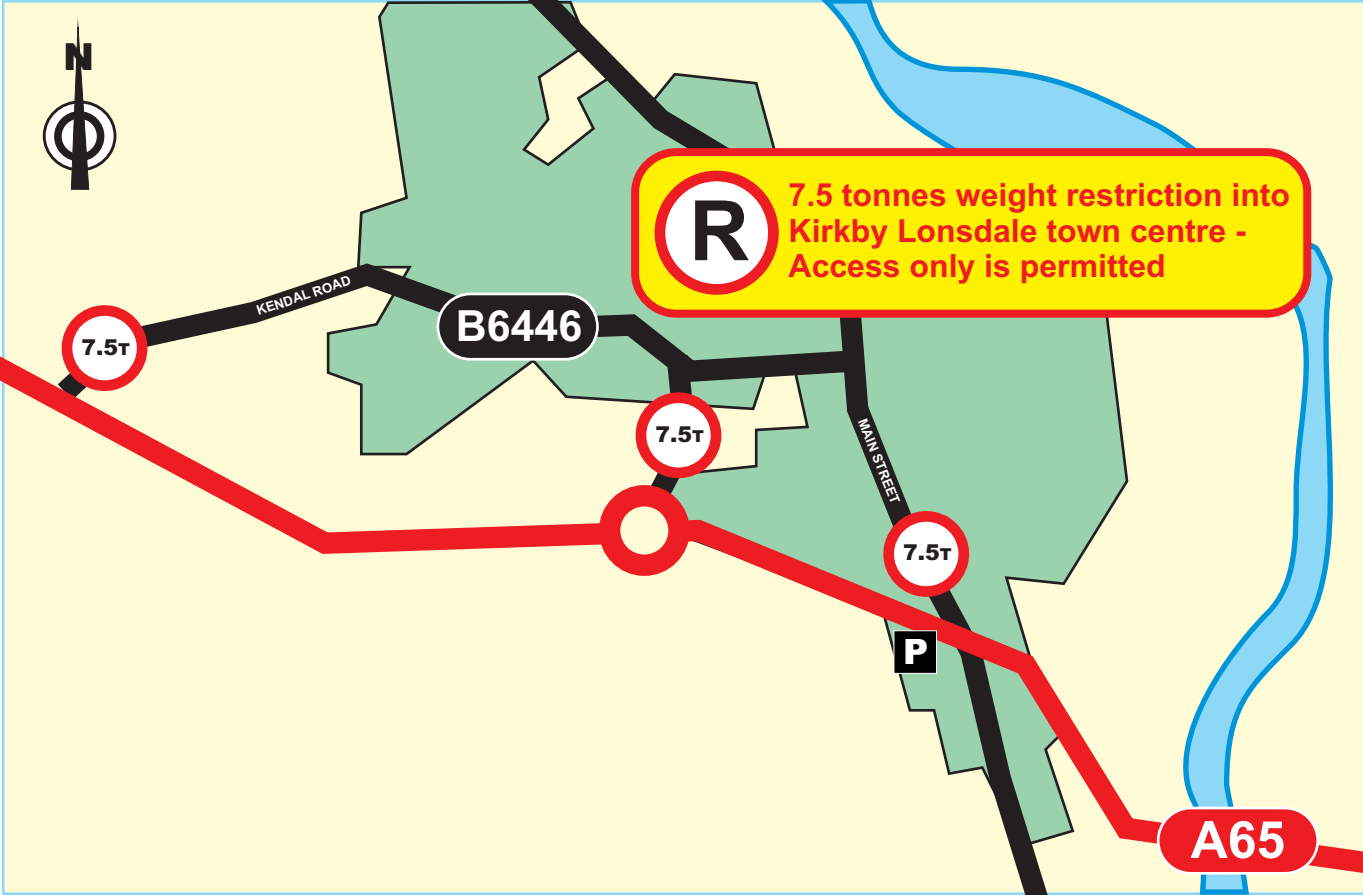 N
R
7.5 tonnes weight restriction into
Kirkby Lonsdale town centre -
Access only is permitted
KENDAL ROAD
B6446
7.5T
7.5T
MAIN STREET
7.5T
P
A65